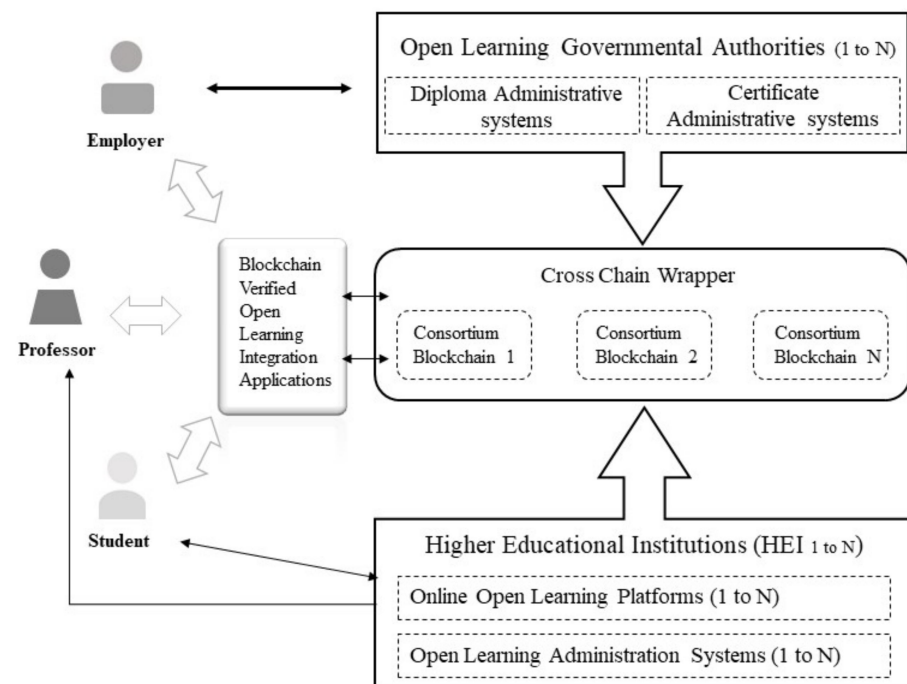 Open Learning Governmental Authorities (1 to N)
Diploma Administrative
systems
Certificate
Administrative systems
Employer
Blockchain
Verified
Open
Learning
Integration
Applications
Cross Chain Wrapper
Consortium
Blockchain 1
Consortium
Blockchain 2
Consortium
Blockchain N
Professor
Student
Higher Educational Institutions (HEI 1 to N)
Online Open Learning Platforms (1 to N)
Open Learning Administration Systems (1 to N)